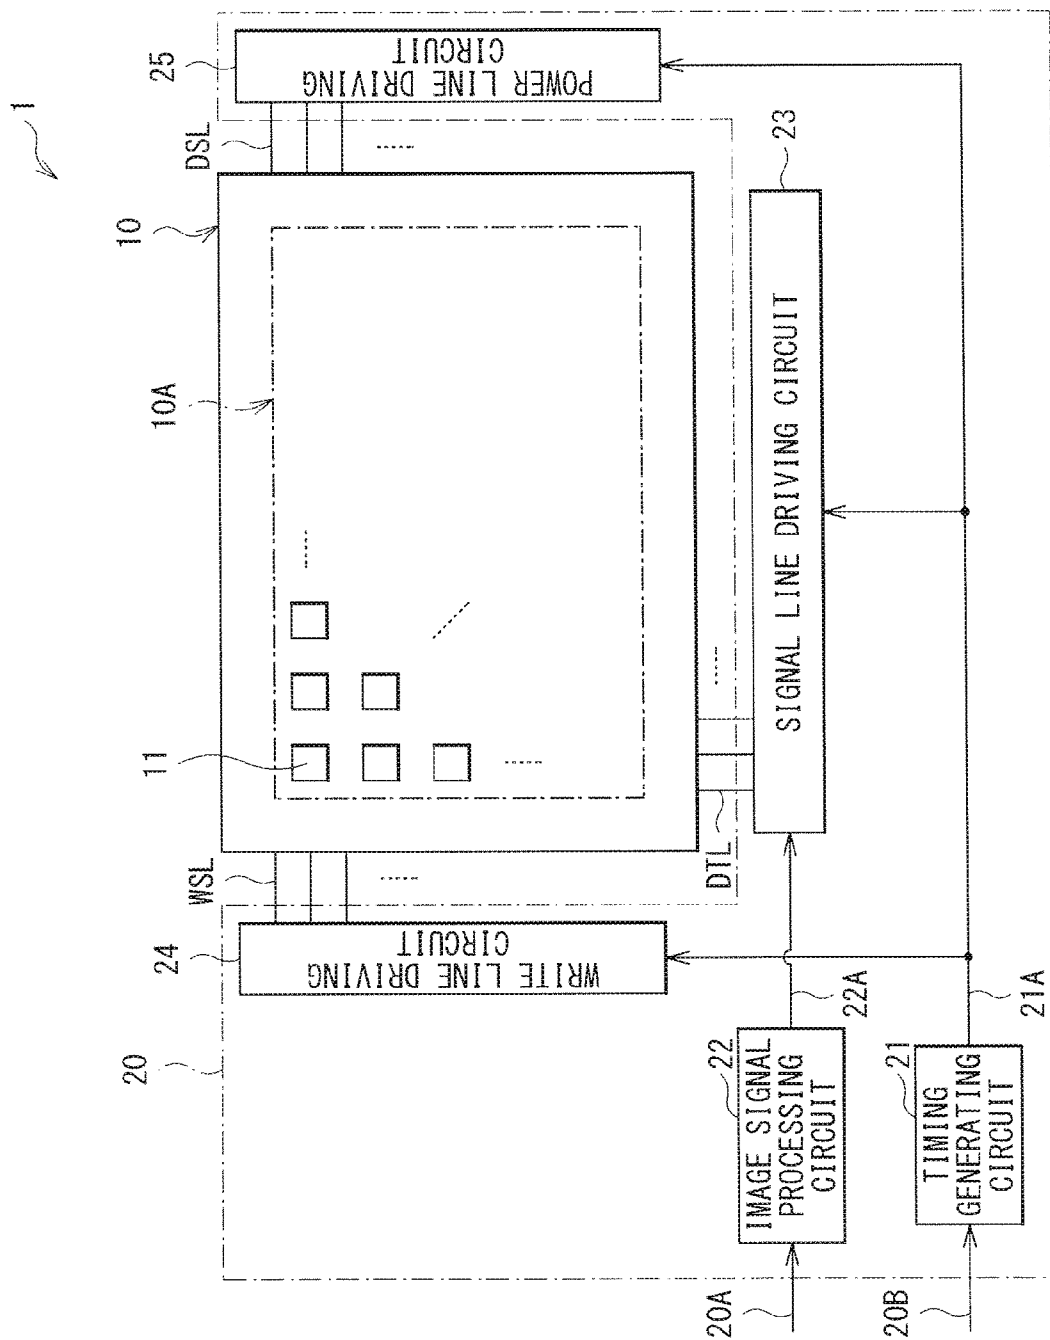 1
20
24
WRITE LINE DRIVING
CIRCUIT
WSL
11
10A
10
DSL
25
POWER LINE DRIVING
CIRCUIT
DTL
23
SIGNAL LINE DRIVING CIRCUIT
20A
22
IMAGE SIGNAL
PROCESSING
CIRCUIT
22A
20B
21
TIMING
GENERATING
CIRCUIT
21A